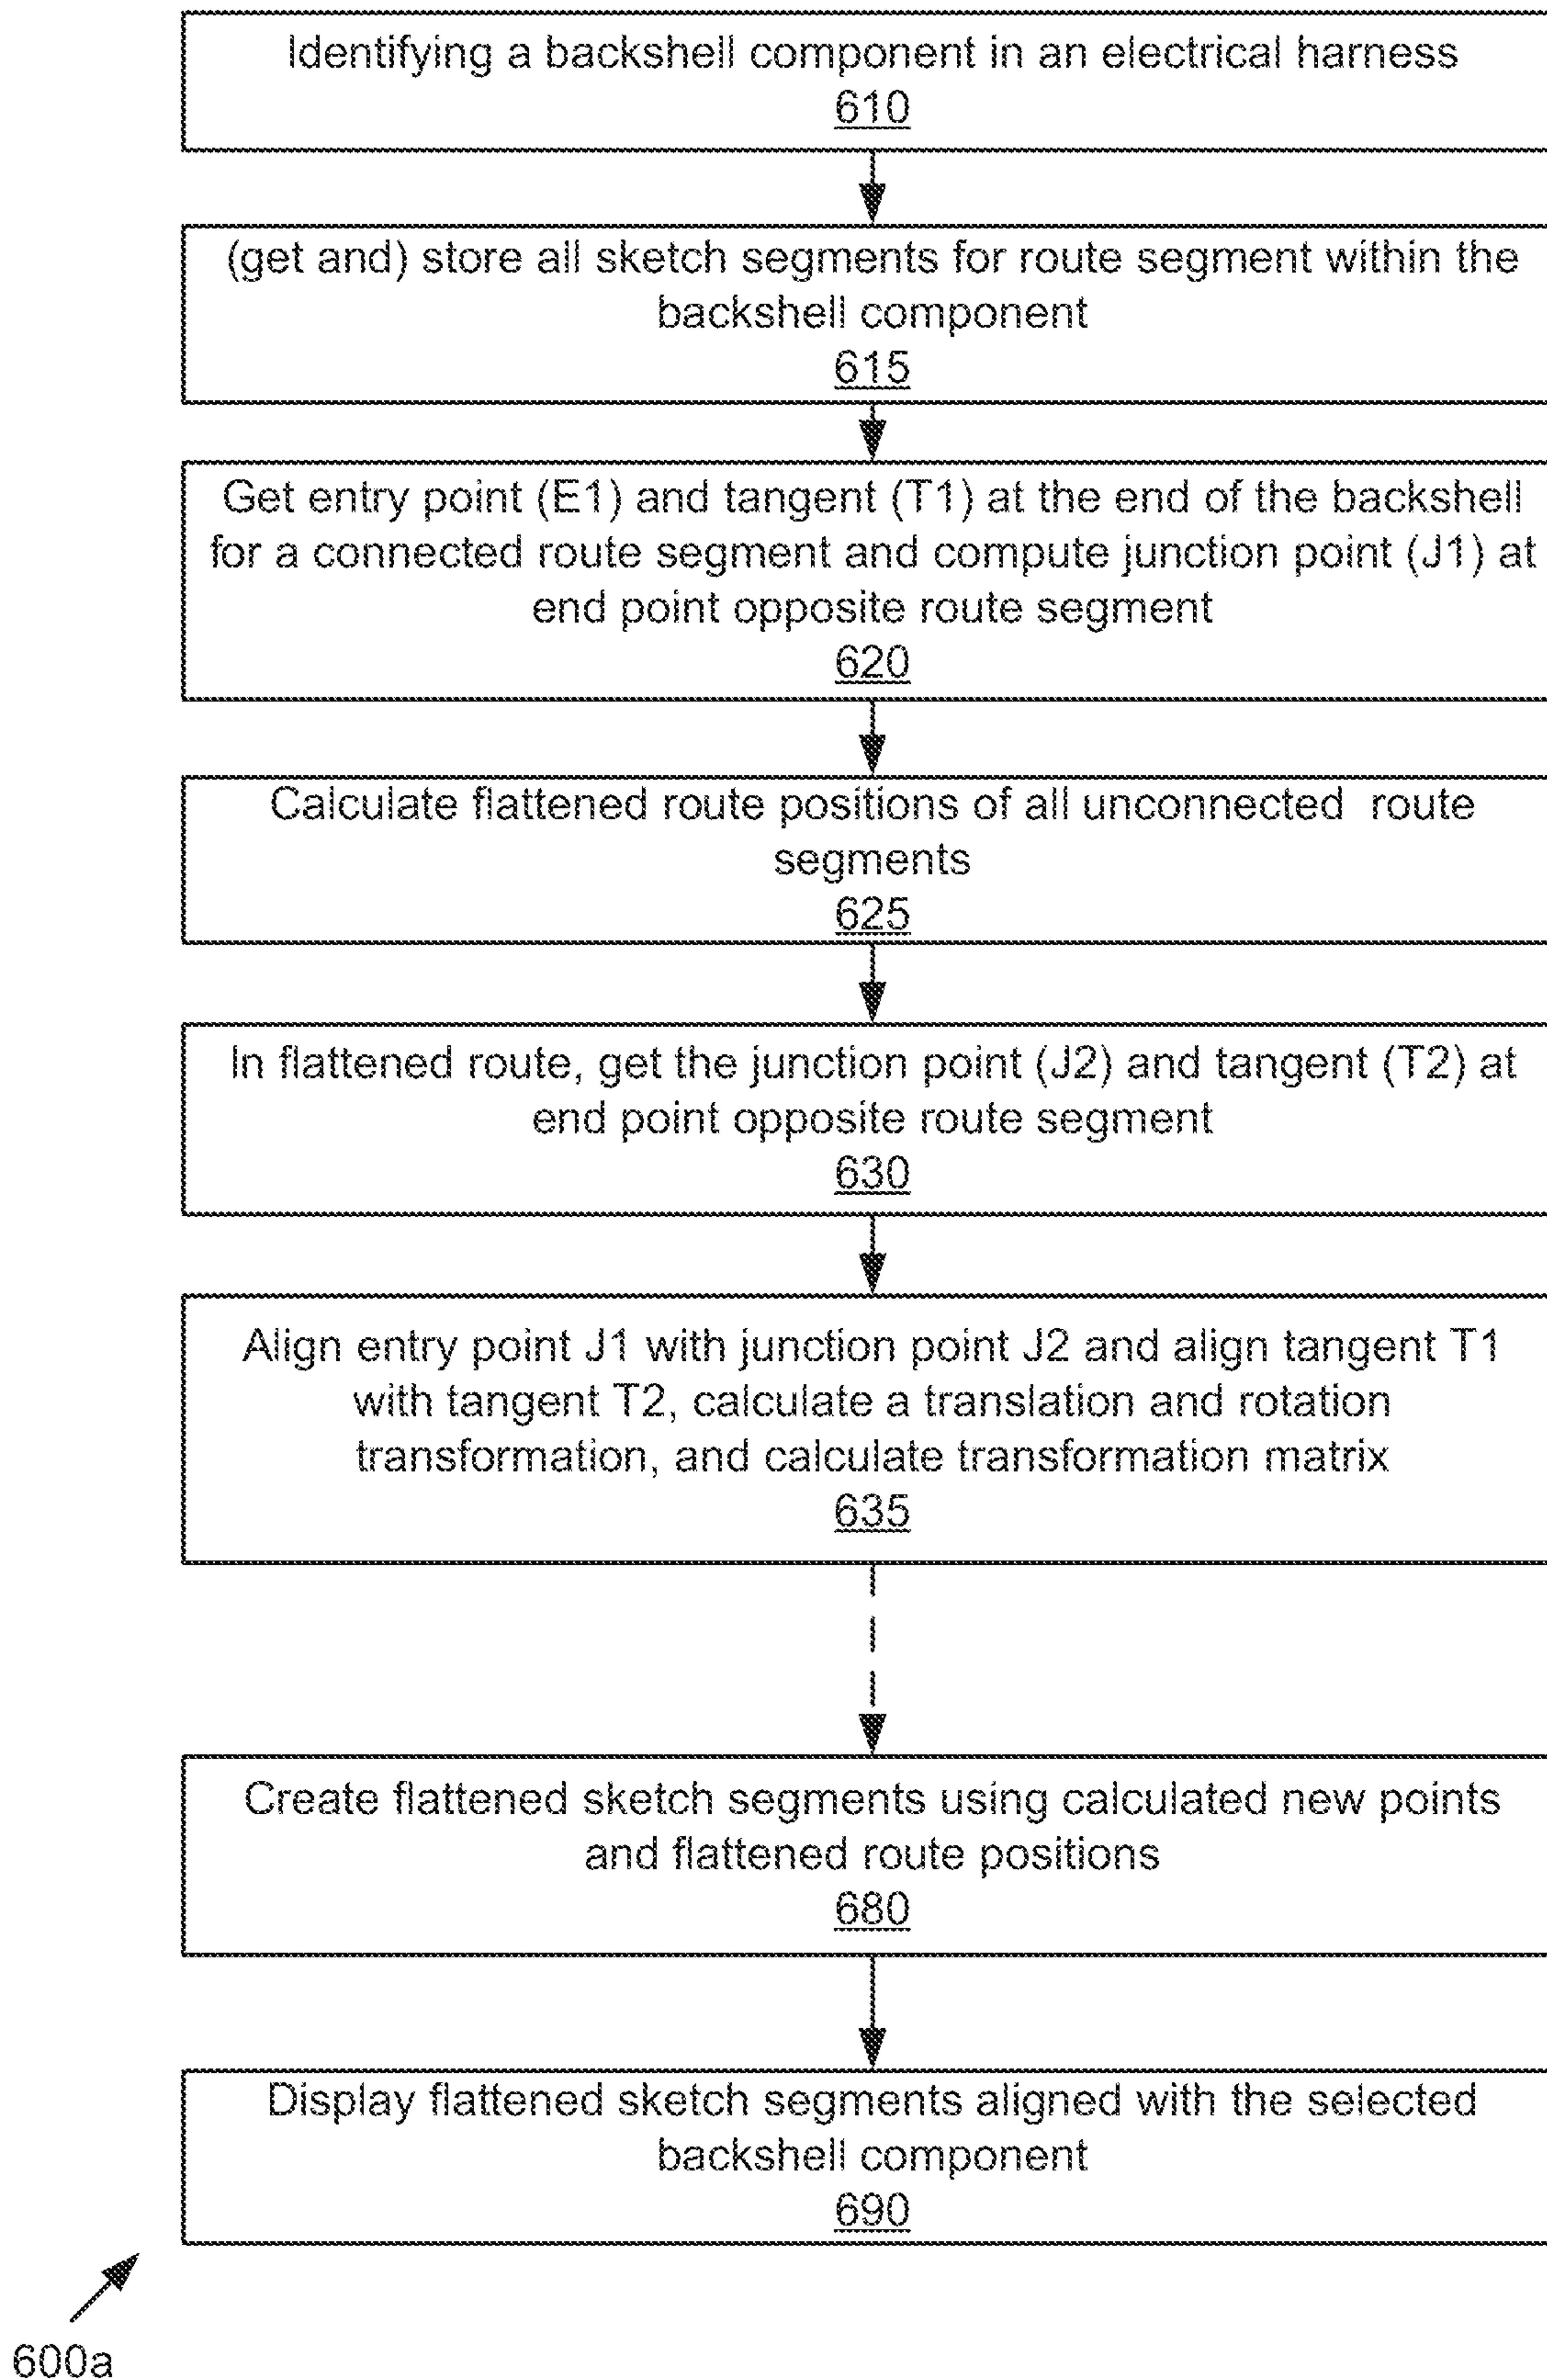 Identifying a backshell component in an electrical harness
610
(get and) store all sketch segments for route segment within the
backshell component
615
Get entry point (E1) and tangent (T1) at the end of the backshell
for a connected route segment and compute junction point (J1) at
end point opposite route segment
620
Calculate flattened route positions of all unconnected route
segments
625
In flattened route, get the junction point (J2) and tangent (T2) at
end point opposite route segment
630
Align entry point J1 with junction point J2 and align tangent T1
with tangent T2, calculate a translation and rotation
transformation, and calculate transformation matrix
635
Create flattened sketch segments using calculated new points
and flattened route positions
680
Display flattened sketch segments aligned with the selected
backshell component
690
600a